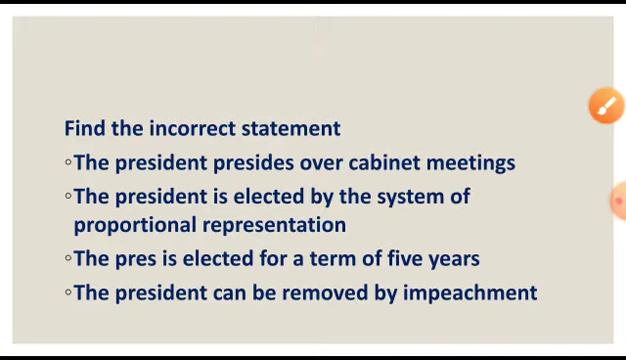 Find the incorrect statement
◦The president presides over cabinet meetings
◦The president is elected by the system of
proportional representation
◦The pres is elected for a term of five years
◦The president can be removed by impeachment